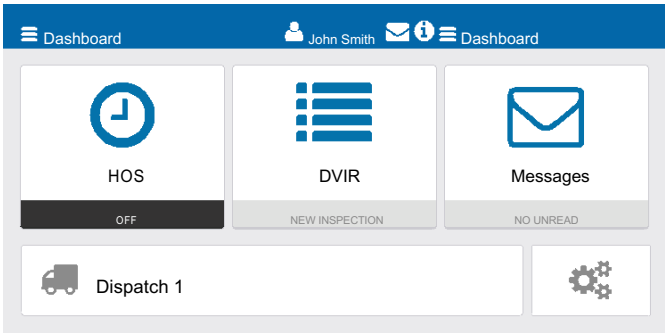 Dashboard John Smith Dashboard
HOS DVIR Messages
OFF NEW INSPECTION NO UNREAD
Dispatch 1